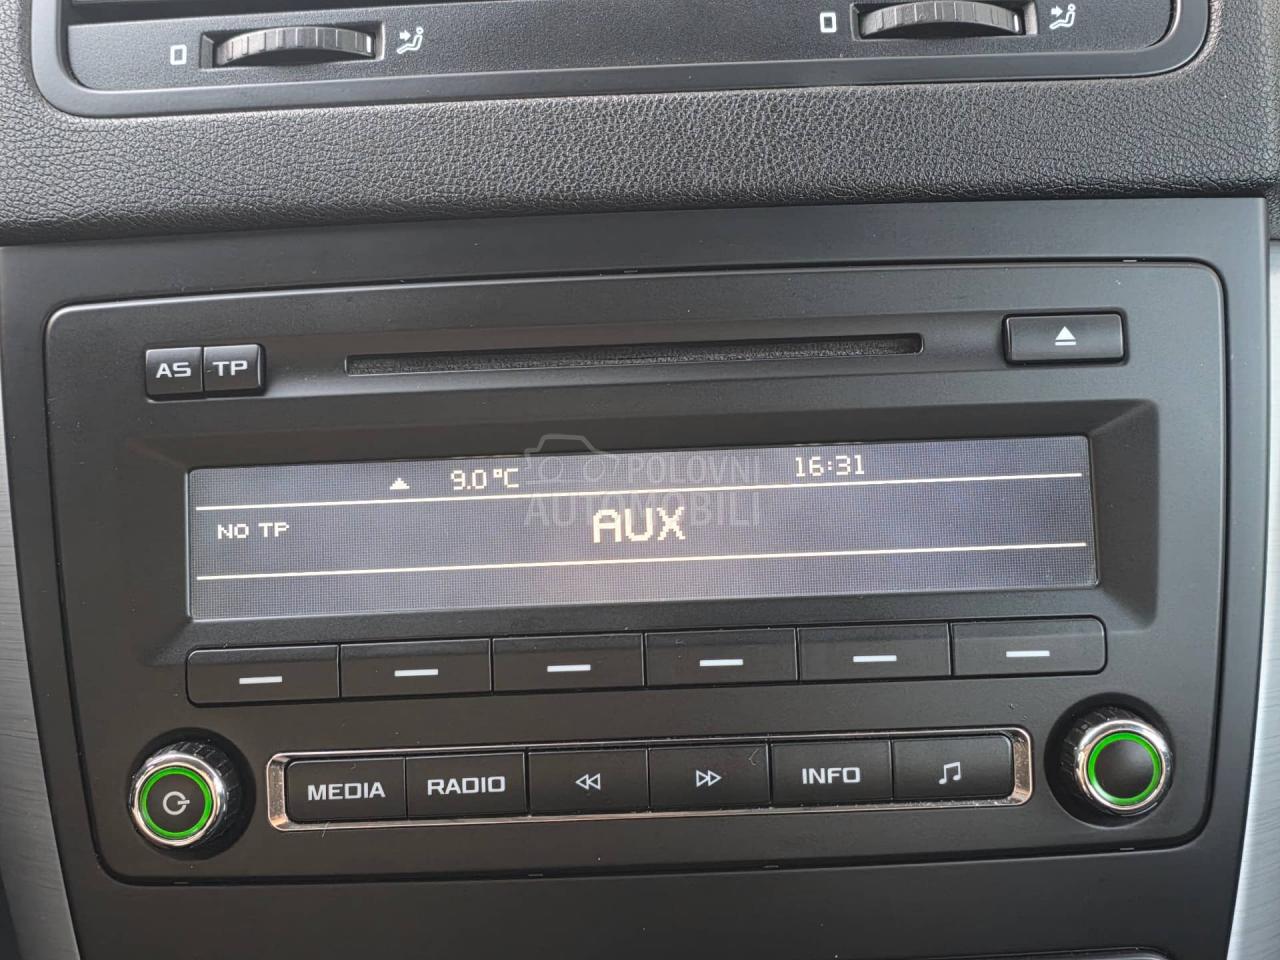 AS TP
9.0°C 16:31
POLOVNI
AUTOMOBILI
NO TP AUX
MEDIA RADIO INFO